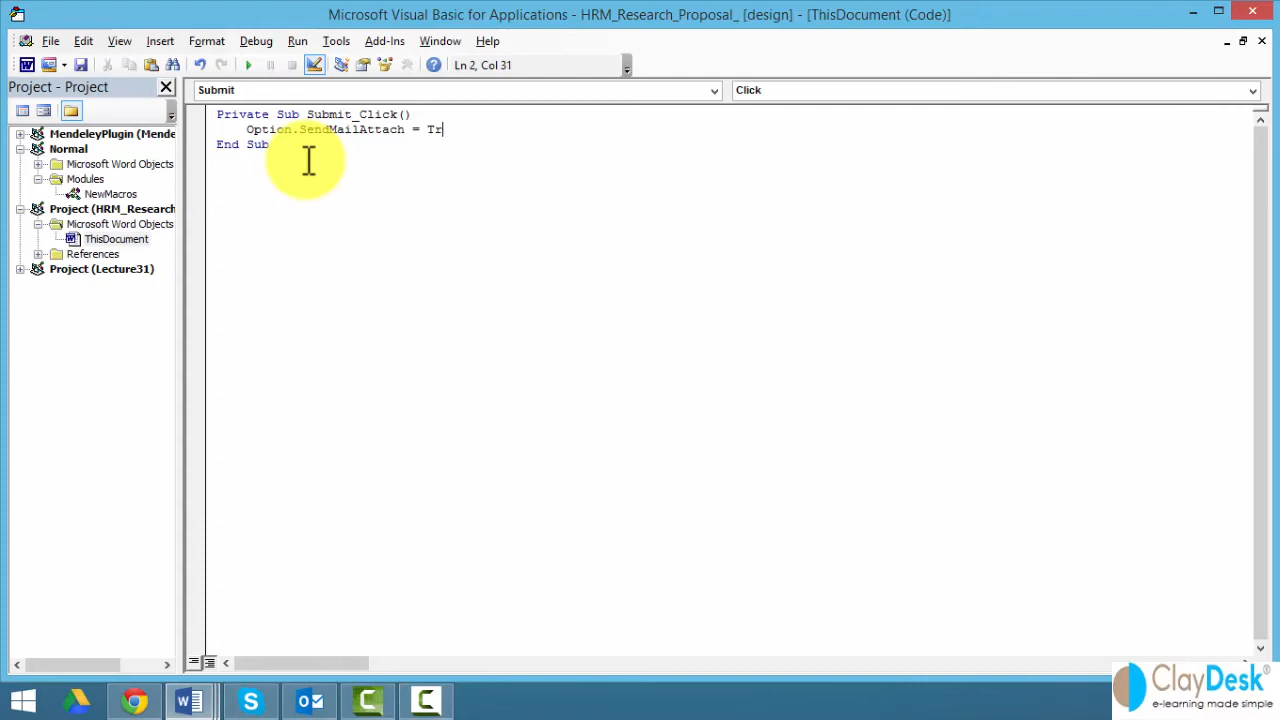 Microsoft Visual Basic for Applications - HRM_Research_Proposal_ [design] - [ThisDocument (Code)]
File Edit View Insert Format Debug Run Tools Add-Ins Window Help
Ln 2, Col 31
Project - Project
Submit
Click
MendeleyPlugin (Mende
Normal
Microsoft Word Objects
Modules
NewMacros
Project (HRM_Research
Microsoft Word Objects
ThisDocument
References
Project (Lecture31)
Private Sub Submit_Click()
Option.SendMailAttach = Tr
End Sub
ClayDesk®
e-learning made simple